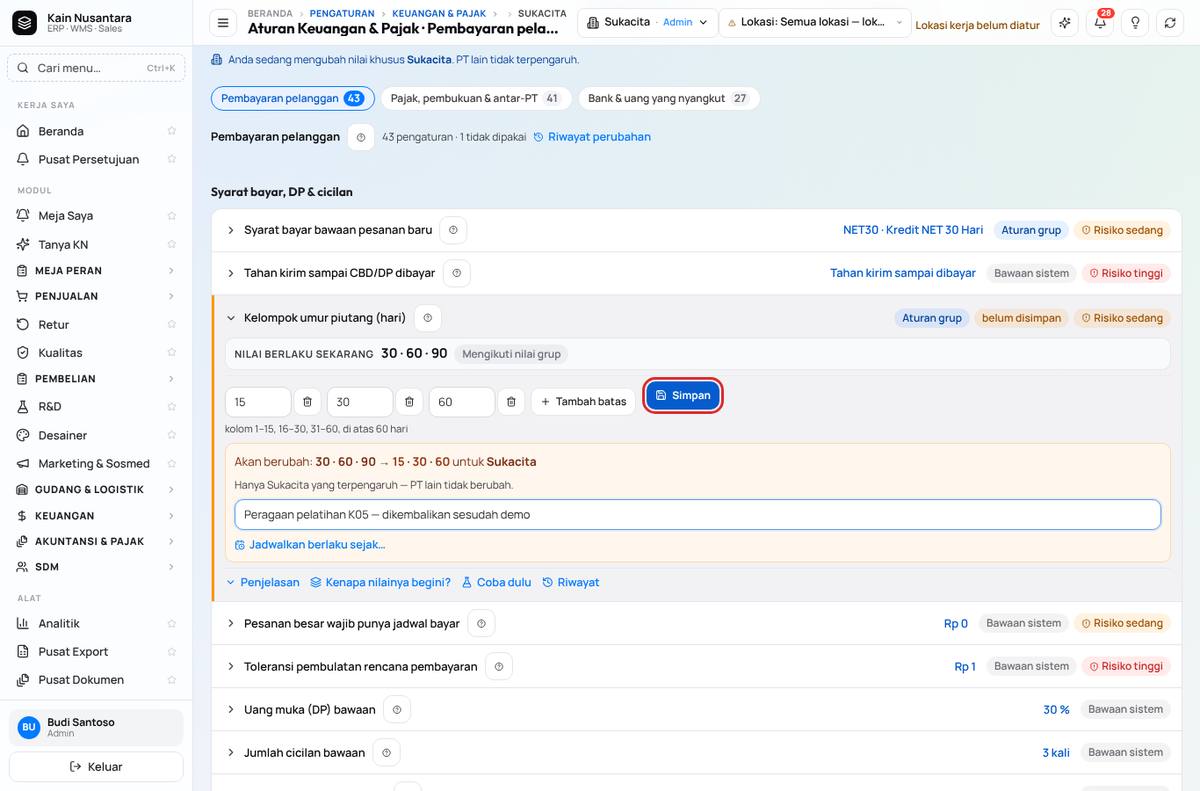 Kain Nusantara
ERP · WMS · Sales
Cari menu... Ctrl+K
KERJA SAYA
Beranda
Pusat Persetujuan
MODUL
Meja Saya
Tanya KN
MEJA PERAN
PENJUALAN
Retur
Kualitas
PEMBELIAN
R&D
Desainer
Marketing & Sosmed
GUDANG & LOGISTIK
KEUANGAN
AKUNTANSI & PAJAK
SDM
ALAT
Analitik
Pusat Export
Pusat Dokumen
BU Budi Santoso
Admin
Keluar
BERANDA > PENGATURAN > KEUANGAN & PAJAK > > SUKACITA
Aturan Keuangan & Pajak · Pembayaran pela...
Sukacita · Admin
Lokasi: Semua lokasi — lok...
Lokasi kerja belum diatur
28
Anda sedang mengubah nilai khusus Sukacita. PT lain tidak terpengaruh.
Pembayaran pelanggan 43
Pajak, pembukuan & antar-PT 41
Bank & uang yang nyangkut 27
Pembayaran pelanggan 43 pengaturan · 1 tidak dipakai Riwayat perubahan
Syarat bayar, DP & cicilan
Syarat bayar bawaan pesanan baru NET30 · Kredit NET 30 Hari Aturan grup Risiko sedang
Tahan kirim sampai CBD/DP dibayar Tahan kirim sampai dibayar Bawaan sistem Risiko tinggi
Kelompok umur piutang (hari) Aturan grup belum disimpan Risiko sedang
NILAI BERLAKU SEKARANG 30 · 60 · 90 Mengikuti nilai grup
15 30 60 + Tambah batas Simpan
kolom 1–15, 16–30, 31–60, di atas 60 hari
Akan berubah: 30 · 60 · 90 → 15 · 30 · 60 untuk Sukacita
Hanya Sukacita yang terpengaruh — PT lain tidak berubah.
Peragaan pelatihan K05 — dikembalikan sesudah demo
Jadwalkan berlaku sejak...
Penjelasan Kenapa nilainya begini? Coba dulu Riwayat
Pesanan besar wajib punya jadwal bayar Rp 0 Bawaan sistem Risiko sedang
Toleransi pembulatan rencana pembayaran Rp 1 Bawaan sistem Risiko tinggi
Uang muka (DP) bawaan 30 % Bawaan sistem
Jumlah cicilan bawaan 3 kali Bawaan sistem